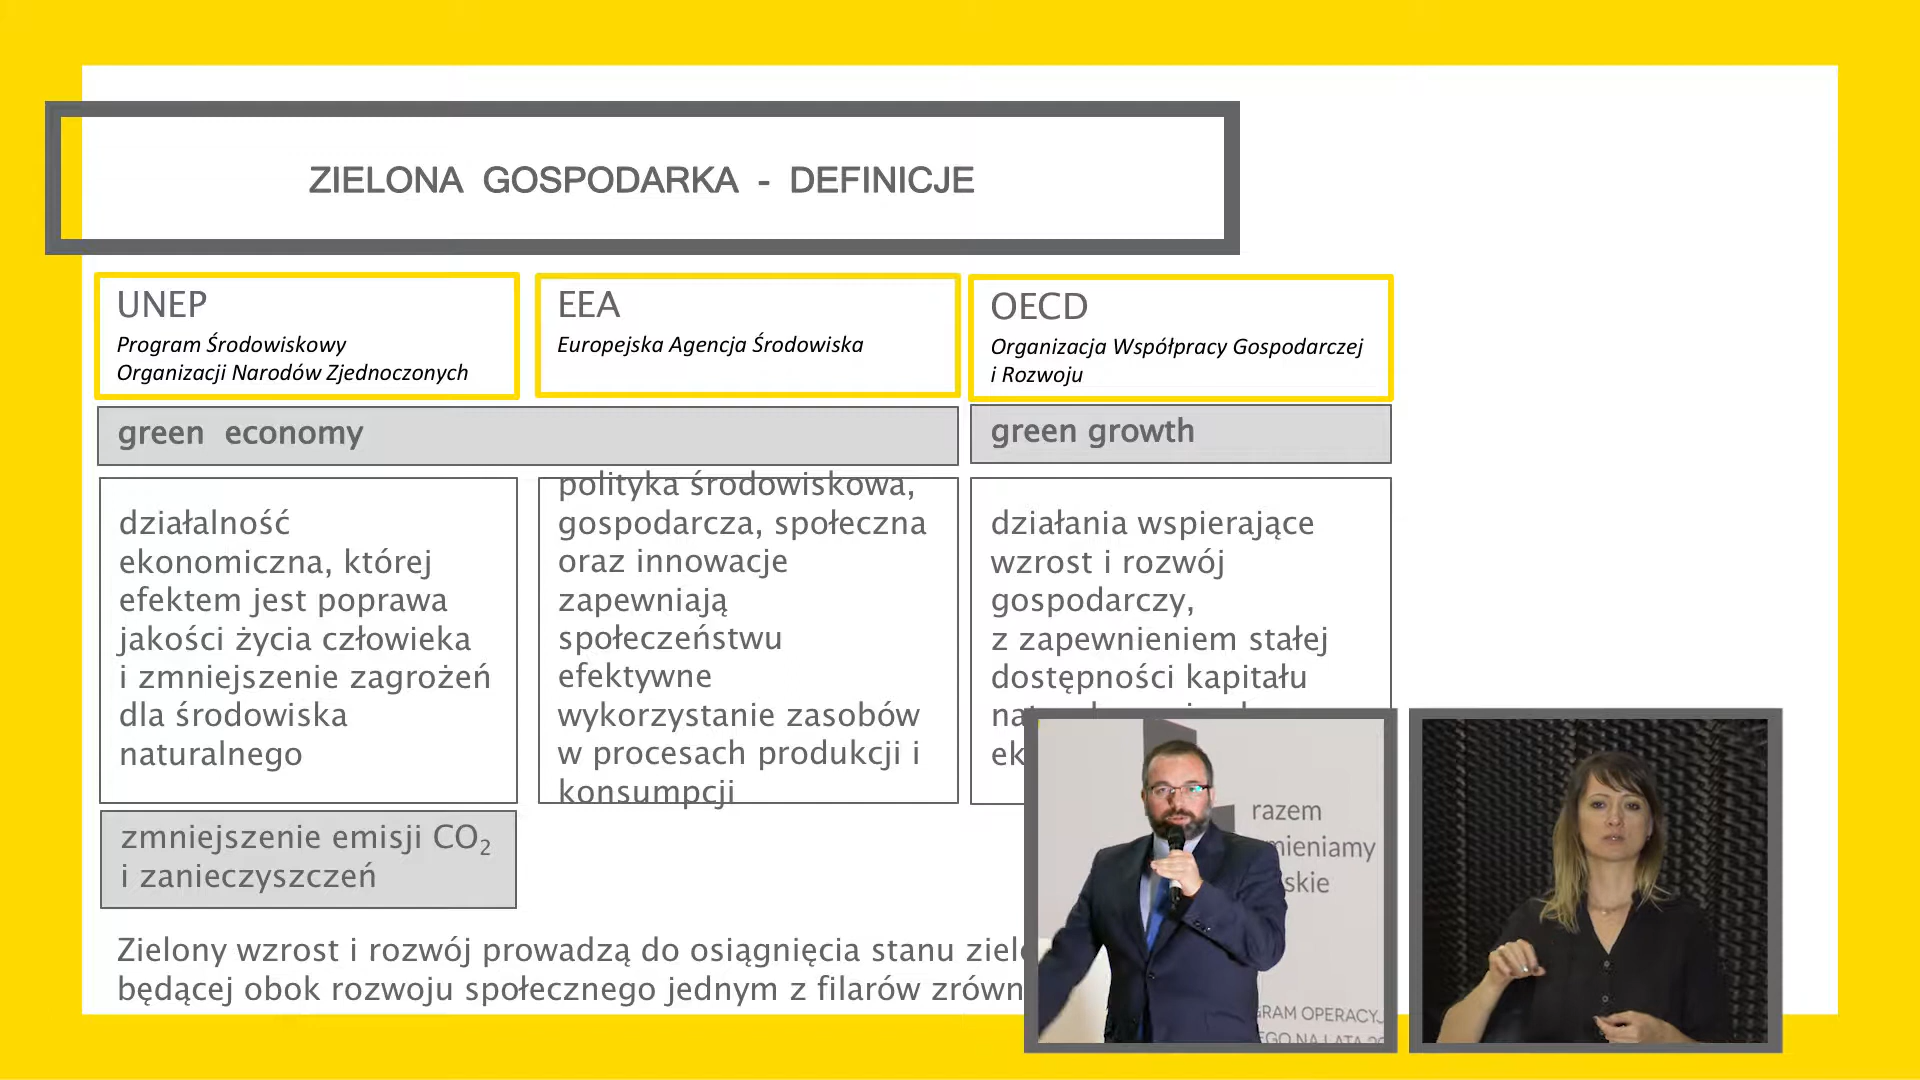 ZIELONA GOSPODARKA - DEFINICJE
UNEP
Program Środowiskowy
Organizacji Narodów Zjednoczonych
EEA
Europejska Agencja Środowiska
OECD
Organizacja Współpracy Gospodarczej
i Rozwoju
green economy
green growth
działalność
ekonomiczna, której
efektem jest poprawa
jakości życia człowieka
i zmniejszenie zagrożeń
dla środowiska
naturalnego
polityka środowiskowa,
gospodarcza, społeczna
oraz innowacje
zapewniają
społeczeństwu
efektywne
wykorzystanie zasobów
w procesach produkcji i
konsumpcji
działania wspierające
wzrost i rozwój
gospodarczy,
z zapewnieniem stałej
dostępności kapitału
zmniejszenie emisji CO₂
i zanieczyszczeń
Zielony wzrost i rozwój prowadzą do osiągnięcia stanu
będącej obok rozwoju społecznego jednym z filarów
razem